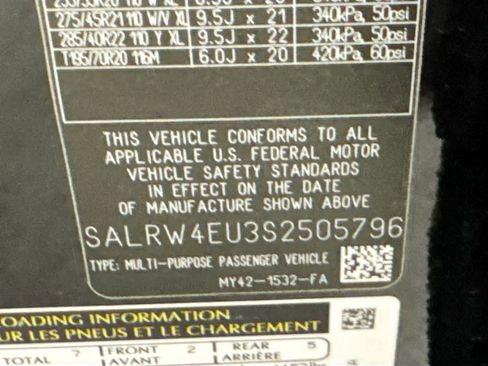 275/45R21 110 W/V XL 9.5J x 21 340kPa, 50psi
285/40R22 110 Y XL 9.5J x 22 340kPa, 50psi
T195/70R20 116M 6.0J x 20 420kPa, 60psi
THIS VEHICLE CONFORMS TO ALL
APPLICABLE U.S. FEDERAL MOTOR
VEHICLE SAFETY STANDARDS
IN EFFECT ON THE DATE
OF MANUFACTURE SHOWN ABOVE
SALRW4EU3S2505796
TYPE: MULTI-PURPOSE PASSENGER VEHICLE
MY42-1532-FA
OADING INFORMATION
UR LES PNEUS ET LE CHARGEMENT
TOTAL 7 FRONT 2 REAR 5
AVANT ARRIÈRE